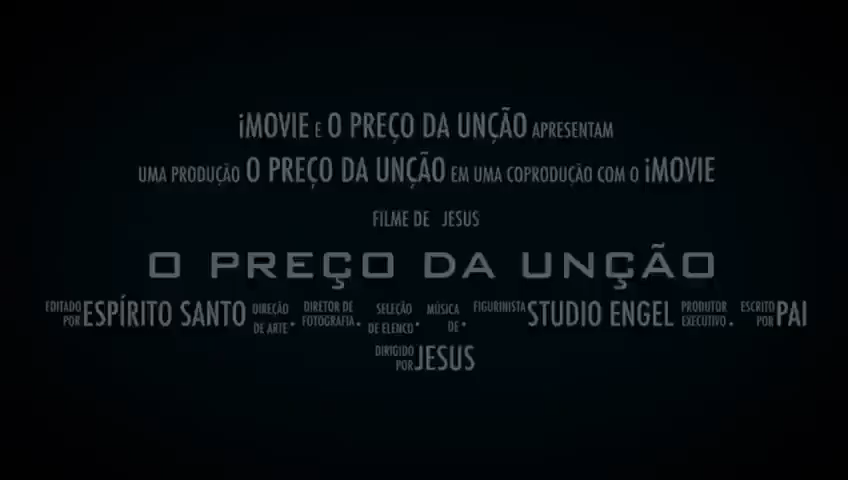 iMOVIE E O PREÇO DA UNÇÃO APRESENTAM
UMA PRODUÇÃO O PREÇO DA UNÇÃO EM UMA COPRODUÇÃO COM O iMOVIE
FILME DE JESUS
O PREÇO DA UNÇÃO
EDITADO POR ESPÍRITO SANTO DIREÇÃO DE ARTE. DIRETOR DE FOTOGRAFIA. SELEÇÃO DE ELENCO. MÚSICA DE. FIGURINISTA STUDIO ENGEL PRODUTOR EXECUTIVO. ESCRITO POR PAI
DIRIGIDO POR JESUS